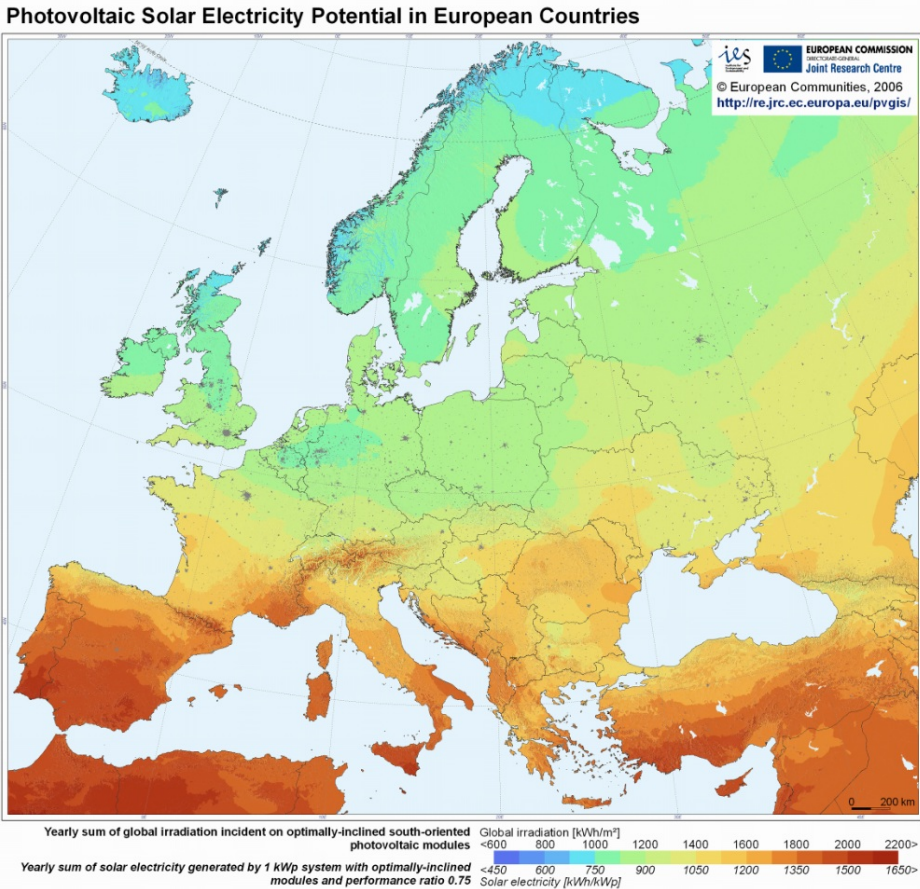 Photovoltaic Solar Electricity Potential in European Countries
ies
EUROPEAN COMMISSION
DIRECTORATE-GENERAL
Joint Research Centre
© European Communities, 2006
http://re.jrc.ec.europa.eu/pvgis/
0 200 km
Yearly sum of global irradiation incident on optimally-inclined south-oriented
photovoltaic modules
Global irradiation [kWh/m²]
<600 800 1000 1200 1400 1600 1800 2000 2200>
Yearly sum of solar electricity generated by 1 kWp system with optimally-inclined
modules and performance ratio 0.75
<450 600 750 900 1050 1200 1350 1500 1650>
Solar electricity [kWh/kWp]